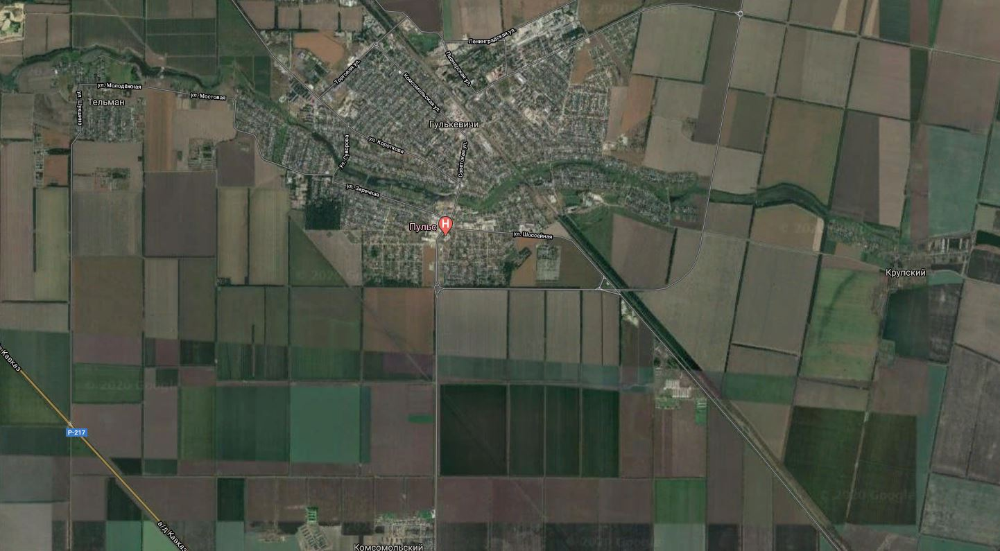 Ленинградская ул.
Торговая ул.
Пионерская ул.
Комсомольская ул.
ул. Молодёжная
ул. Мостовая
ул. Шукшина
Тельман
Гулькевичи
ул. Короткова
ул. Суворова
Советская ул.
ул. Заречная
Пульс
H
ул. Шоссейная
Крупский
Кавказ
Р-217
а/д Кавказ
Комсомольский
© 2020 Google